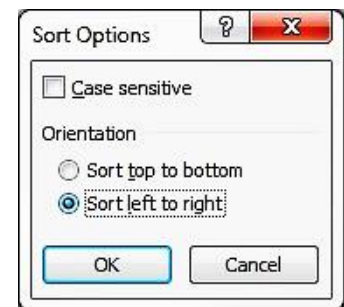 Sort Options
?
Case sensitive
Orientation
Sort top to bottom
Sort left to right
OK
Cancel